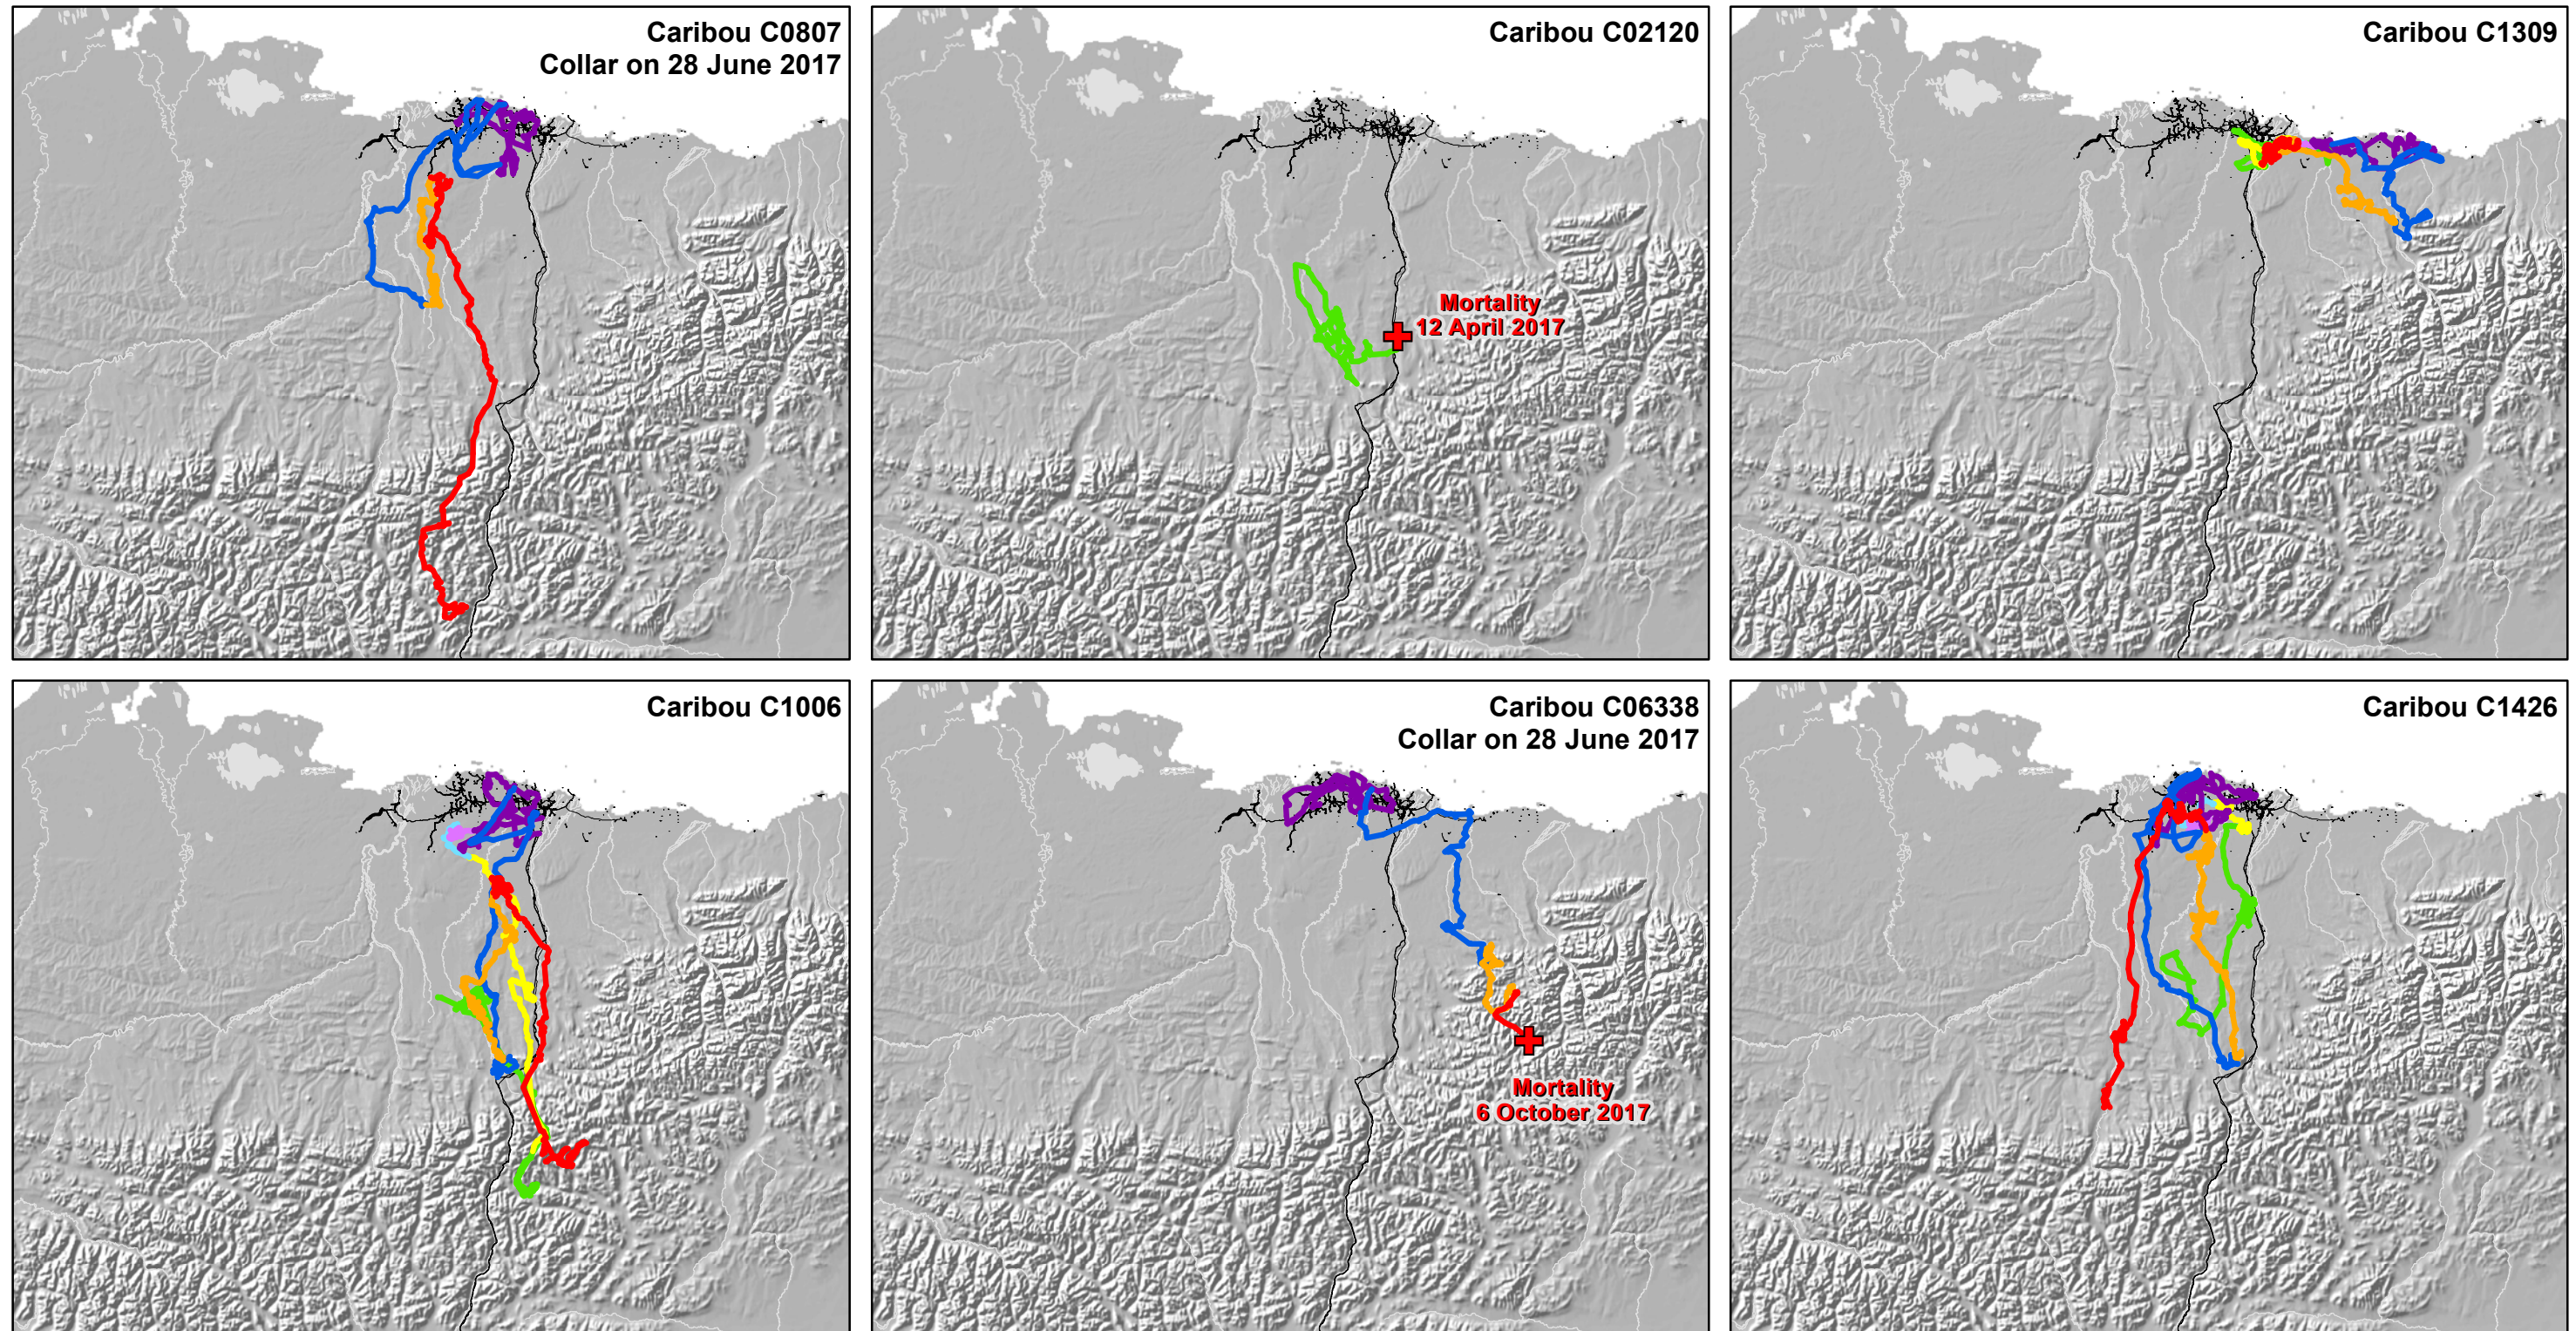 Caribou C0807
Collar on 28 June 2017
Caribou C02120
Mortality
12 April 2017
Caribou C1309
Caribou C1006
Caribou C06338
Collar on 28 June 2017
Mortality
6 October 2017
Caribou C1426